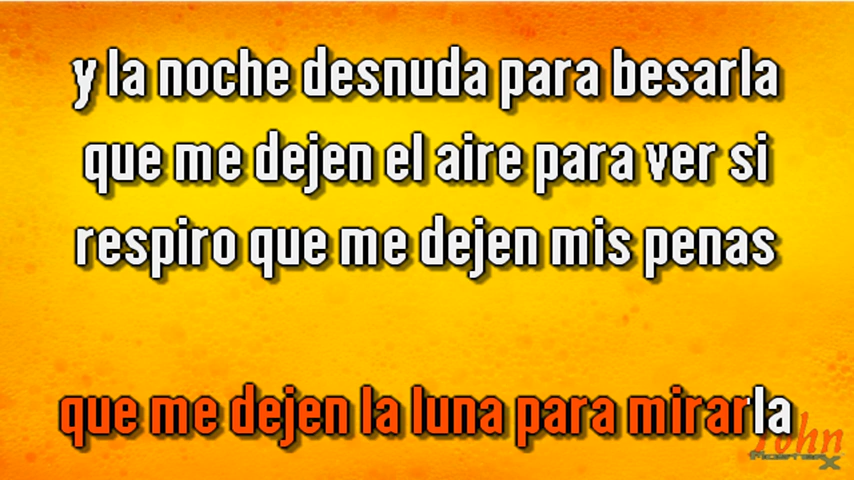 y la noche desnuda para besarla
que me dejen el aire para ver si
respiro que me dejen mis penas
que me dejen la luna para mirarla
John